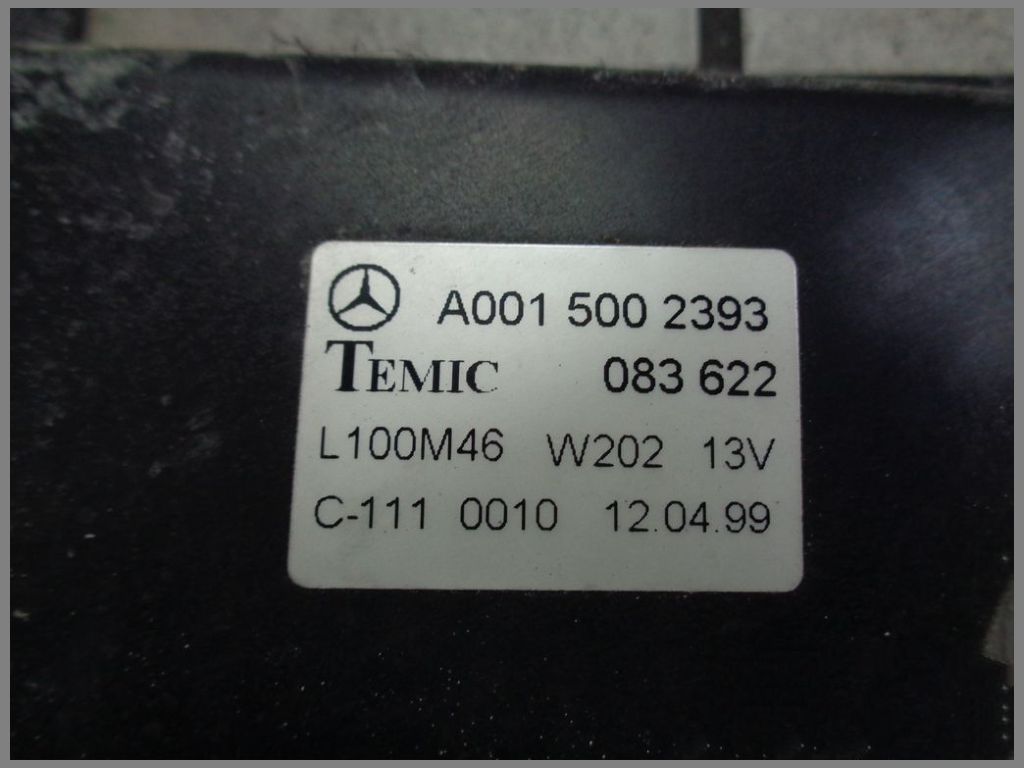 A001 500 2393
TEMIC 083 622
L100M46 W202 13V
C-111 0010 12.04.99